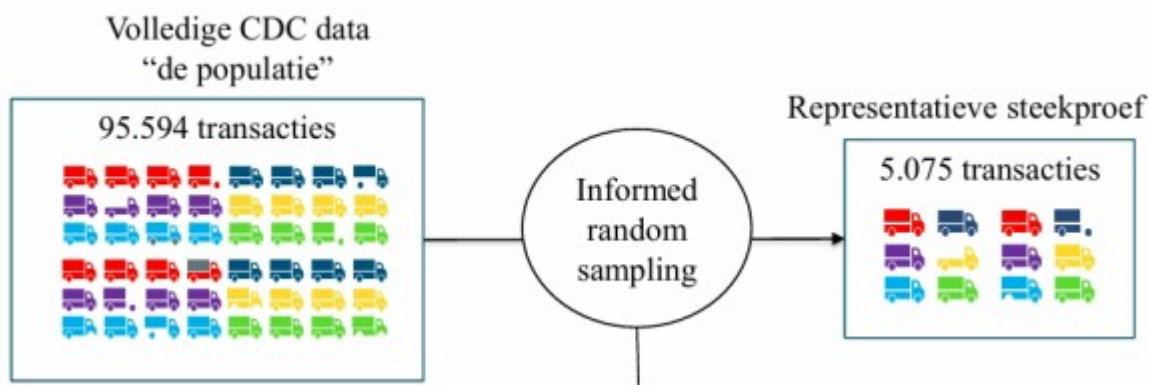 Volledige CDC data
“de populatie”
95.594 transacties
Informed
random
sampling
Representatieve steekproef
5.075 transacties